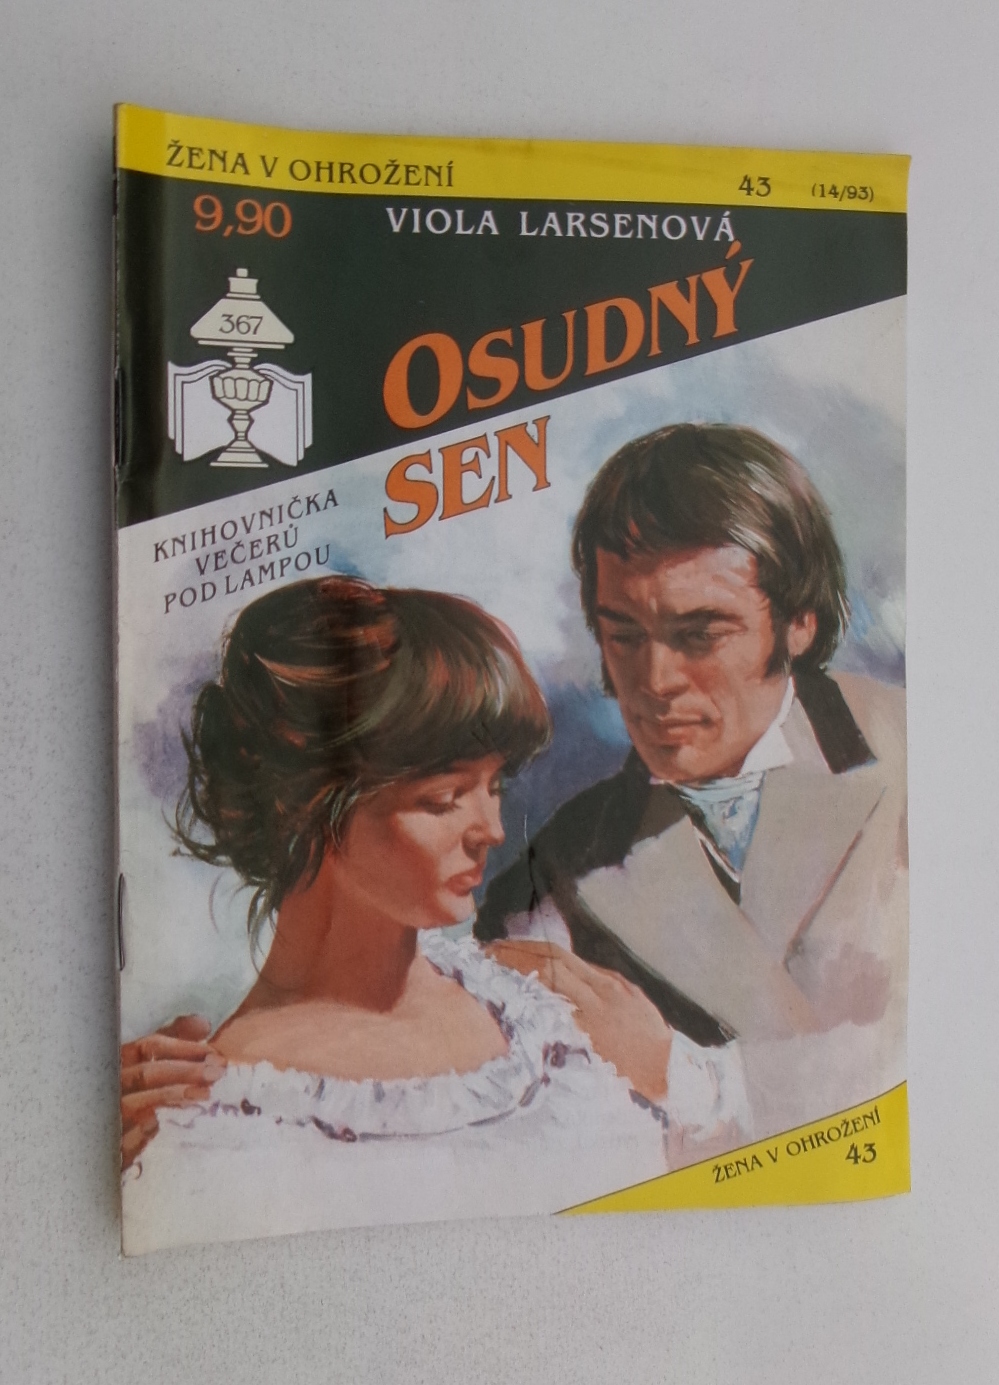 ŽENA V OHROŽENÍ
43 (14/93)
9,90
VIOLA LARSENOVÁ
367
OSUDNÝ
SEN
KNIHOVNIČKA
VEČERŮ
POD LAMPOU
ŽENA V OHROŽENÍ
43